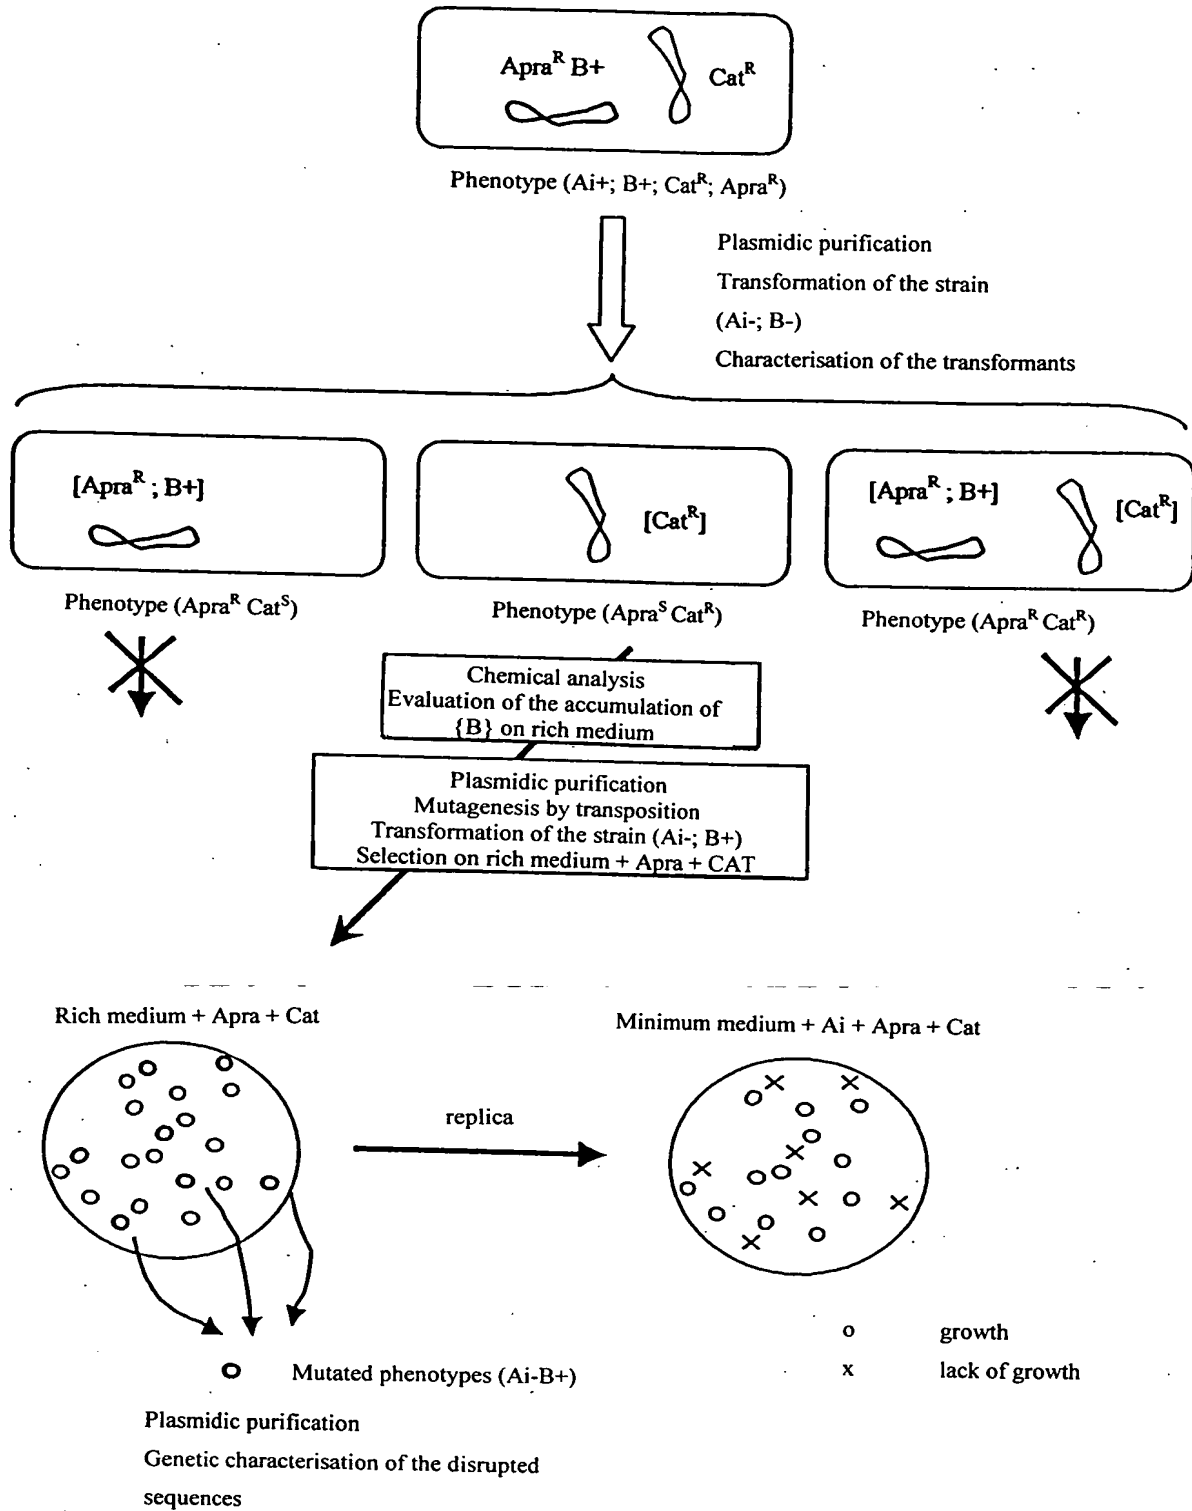 Apra^R B+
Cat^R
Phenotype (Ai+; B+; Cat^R; Apra^R)
Plasmidic purification
Transformation of the strain
(Ai-; B-)
Characterisation of the transformants
[Apra^R ; B+]
[Cat^R]
[Apra^R ; B+]
[Cat^R]
Phenotype (Apra^R Cat^S)
Phenotype (Apra^S Cat^R)
Phenotype (Apra^R Cat^R)
Chemical analysis
Evaluation of the accumulation of
{B} on rich medium
Plasmidic purification
Mutagenesis by transposition
Transformation of the strain (Ai-; B+)
Selection on rich medium + Apra + CAT
Rich medium + Apra + Cat
Minimum medium + Ai + Apra + Cat
replica
o growth
x lack of growth
o Mutated phenotypes (Ai-B+)
Plasmidic purification
Genetic characterisation of the disrupted
sequences